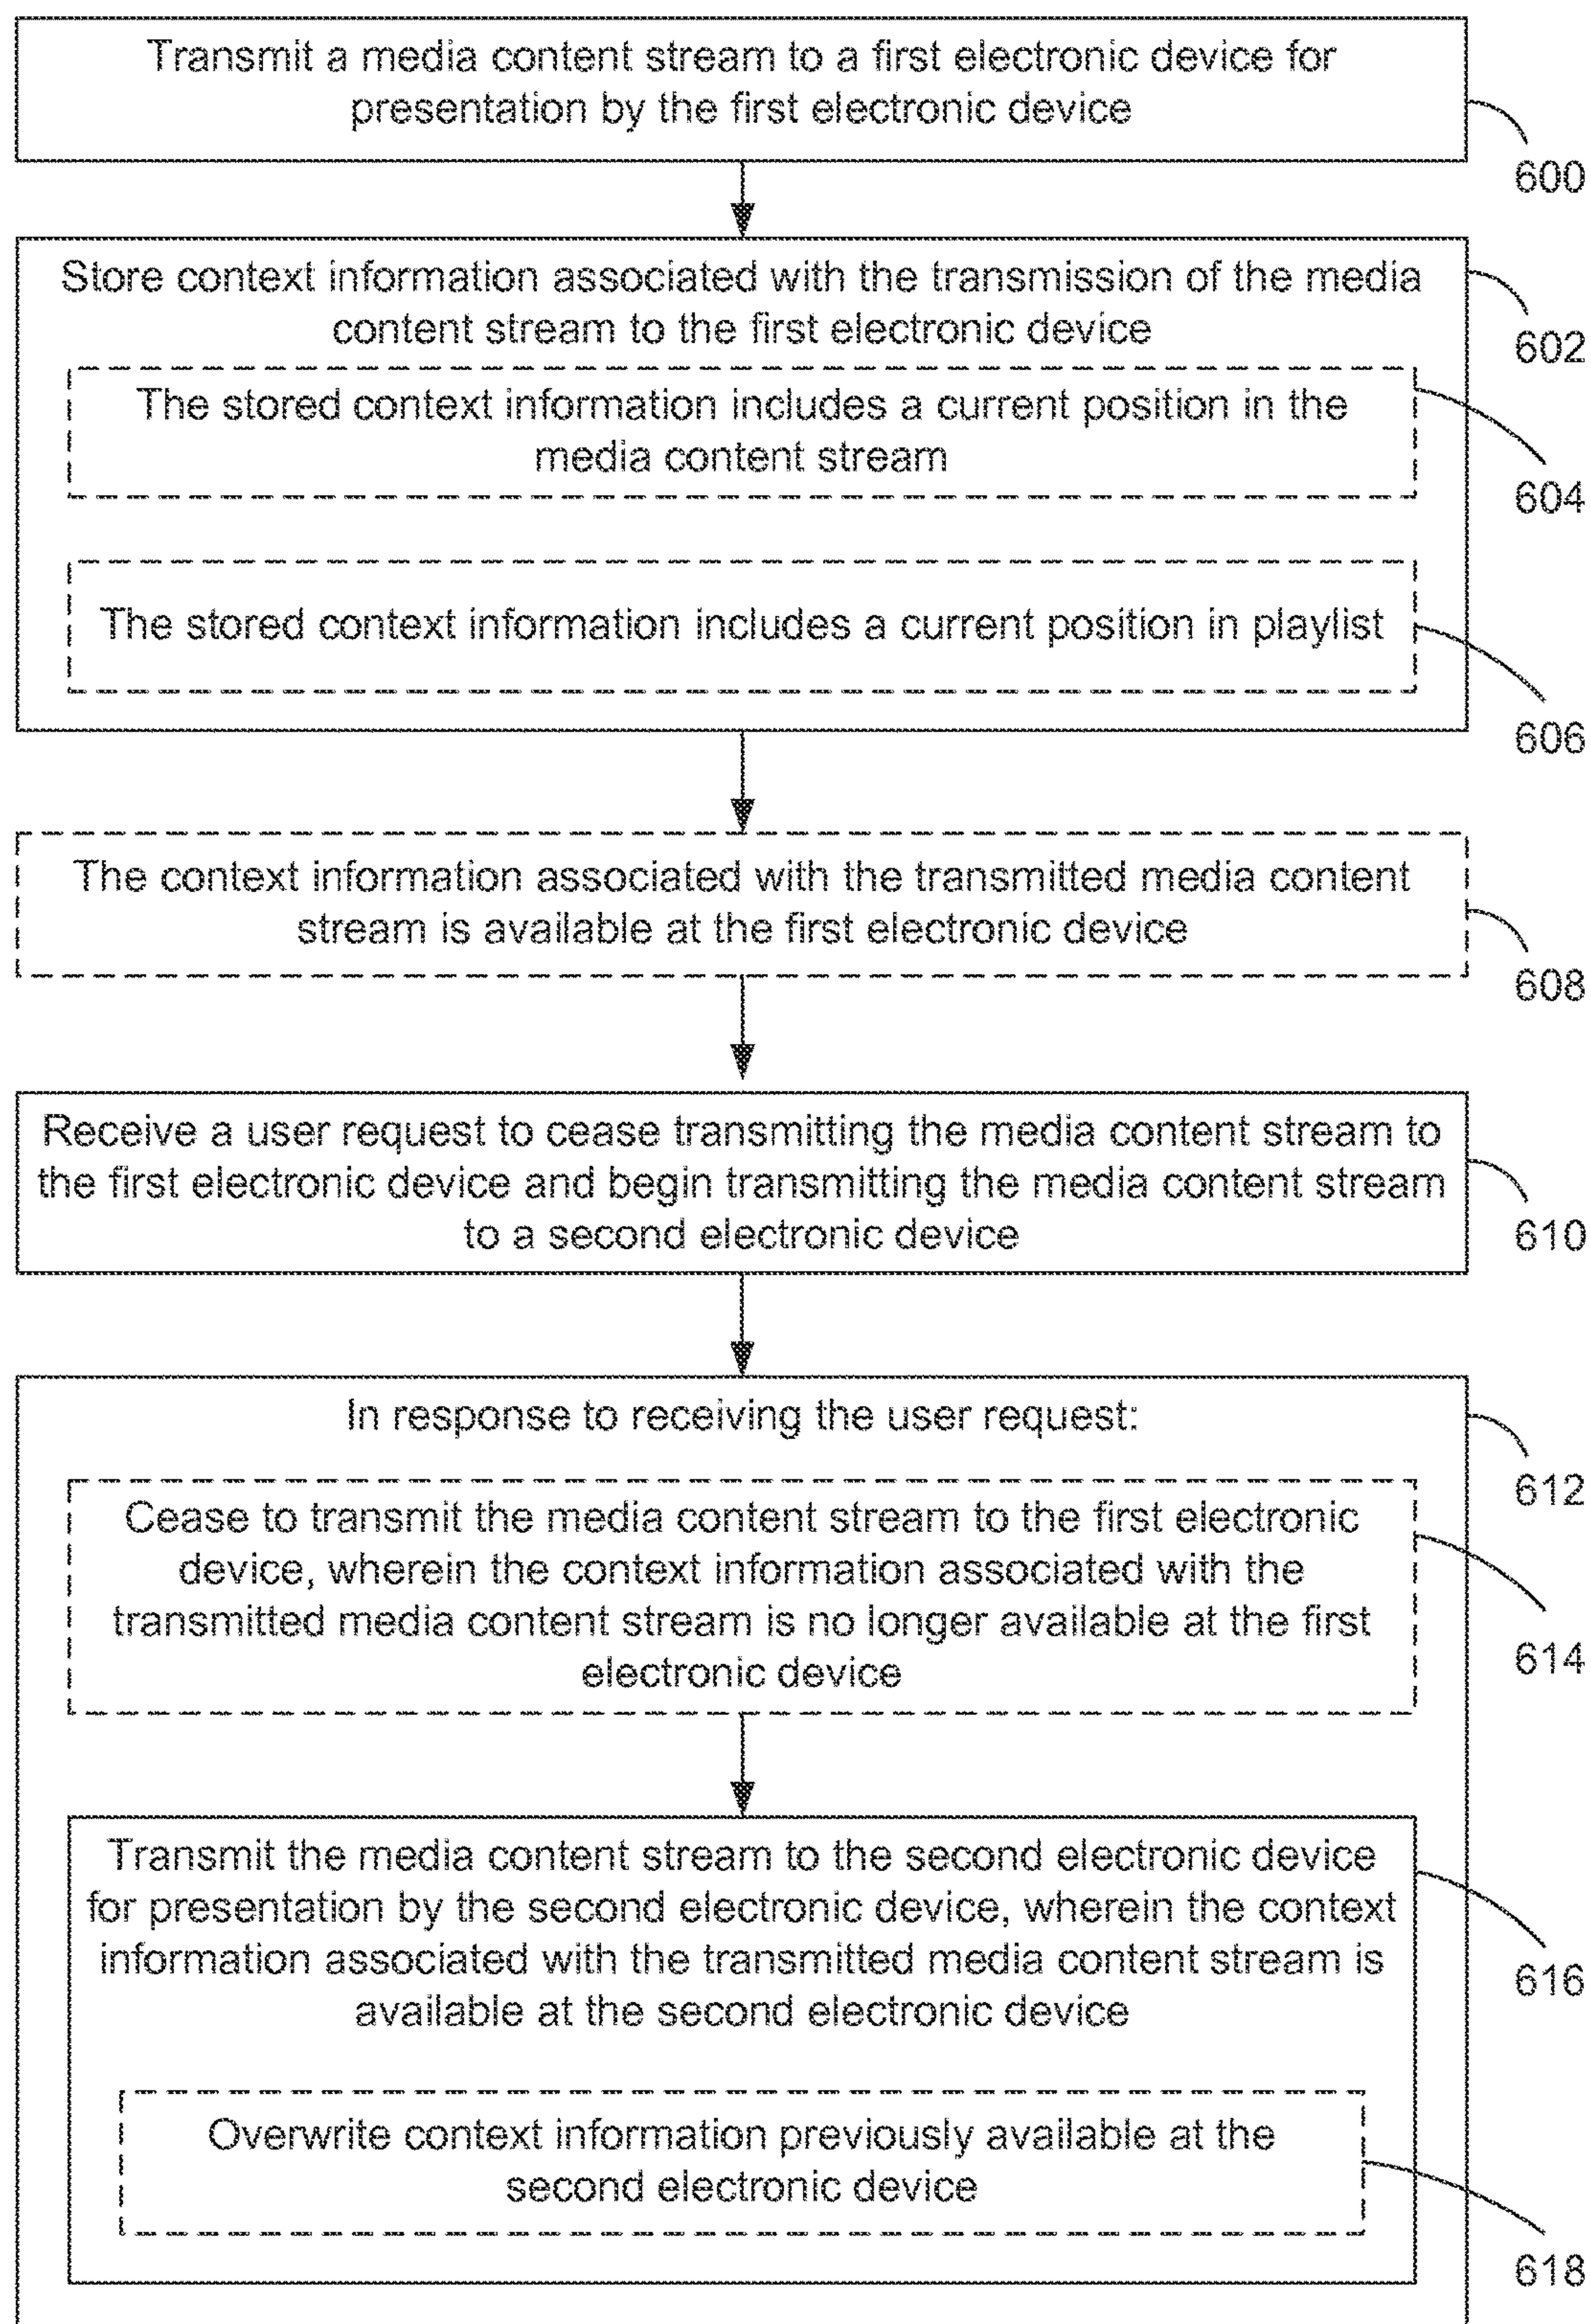 Transmit a media content stream to a first electronic device for
presentation by the first electronic device
600
Store context information associated with the transmission of the media
content stream to the first electronic device
602
The stored context information includes a current position in the
media content stream
604
The stored context information includes a current position in playlist
606
The context information associated with the transmitted media content
stream is available at the first electronic device
608
Receive a user request to cease transmitting the media content stream to
the first electronic device and begin transmitting the media content stream
to a second electronic device
610
In response to receiving the user request:
612
Cease to transmit the media content stream to the first electronic
device, wherein the context information associated with the
transmitted media content stream is no longer available at the first
electronic device
614
Transmit the media content stream to the second electronic device
for presentation by the second electronic device, wherein the context
information associated with the transmitted media content stream is
available at the second electronic device
616
Overwrite context information previously available at the
second electronic device
618